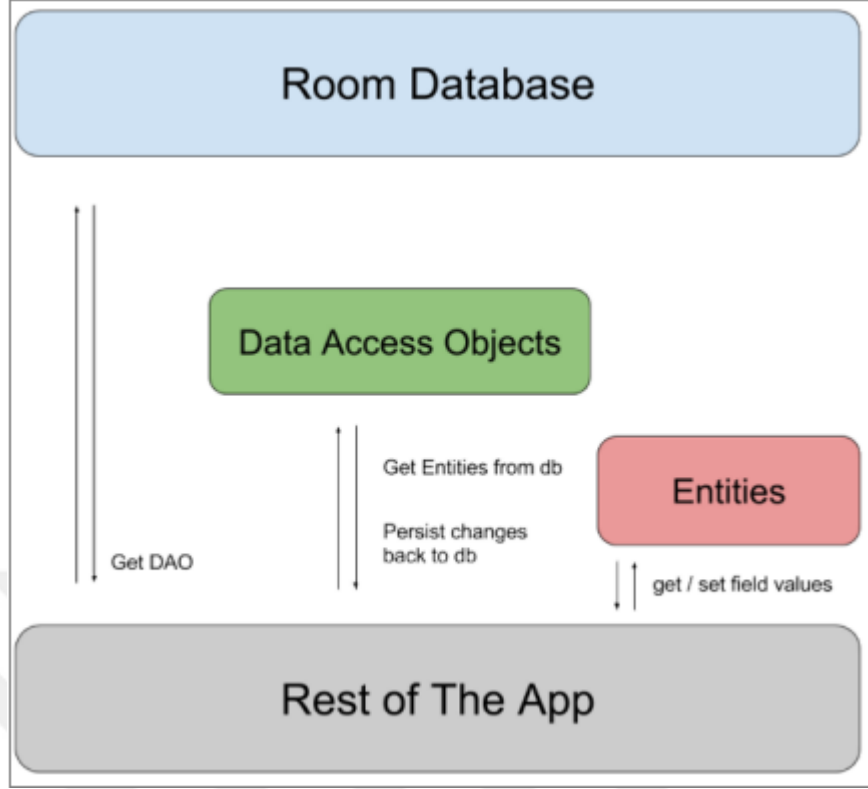 Room Database
Data Access Objects
Get Entities from db
Entities
Persist changes
back to db
Get DAO
get / set field values
Rest of The App